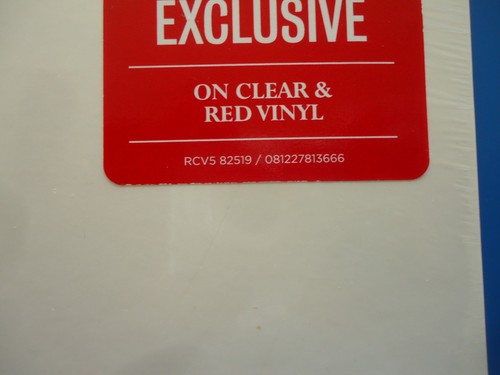 EXCLUSIVE
ON CLEAR &
RED VINYL
RCV5 82519 / 081227813666